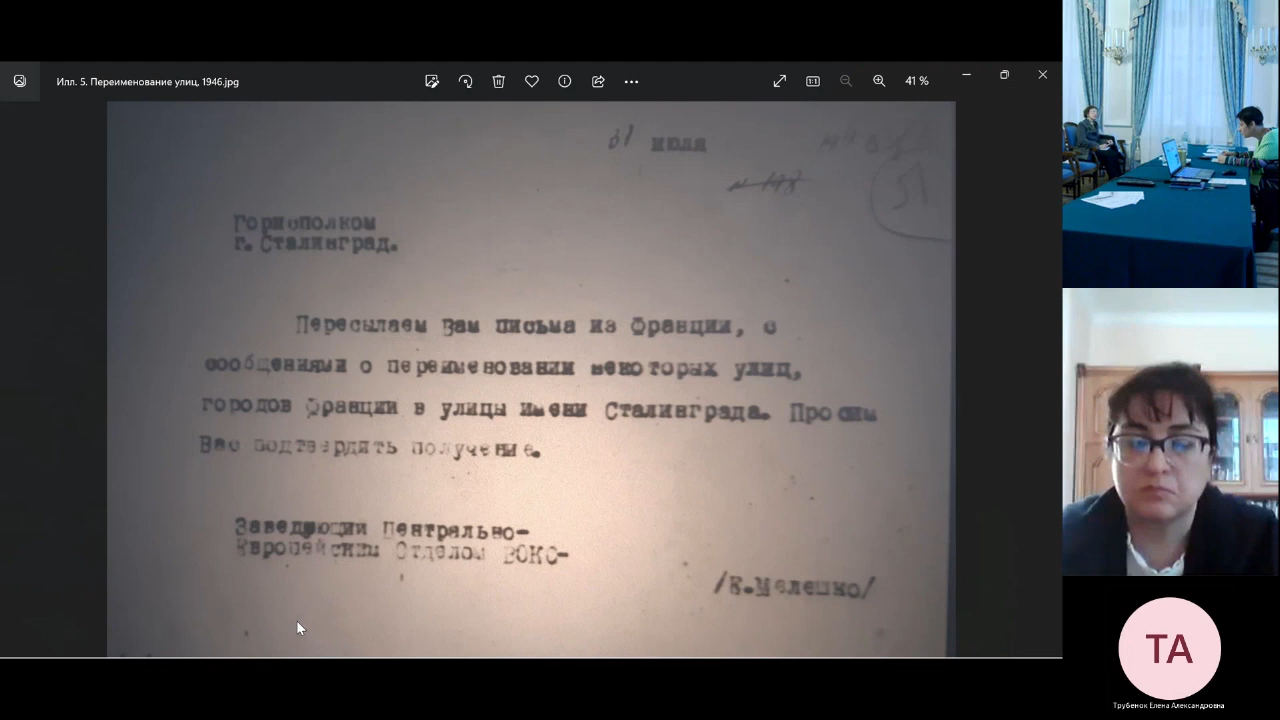 Илл. 5. Переименование улиц, 1946.jpg
41 %
31 июля
51
Горисполком
г. Сталинград.
Пересылаем Вам письма из Франции, с
сообщениями о переименовании некоторых улиц,
городов Франции в улицы имени Сталинграда. Просим
Вас подтвердить получение.
Заведующий Центрально-
Европейским Отделом ВОКС-
/Е.Мелешко/
TA
Трубенок Елена Александровна